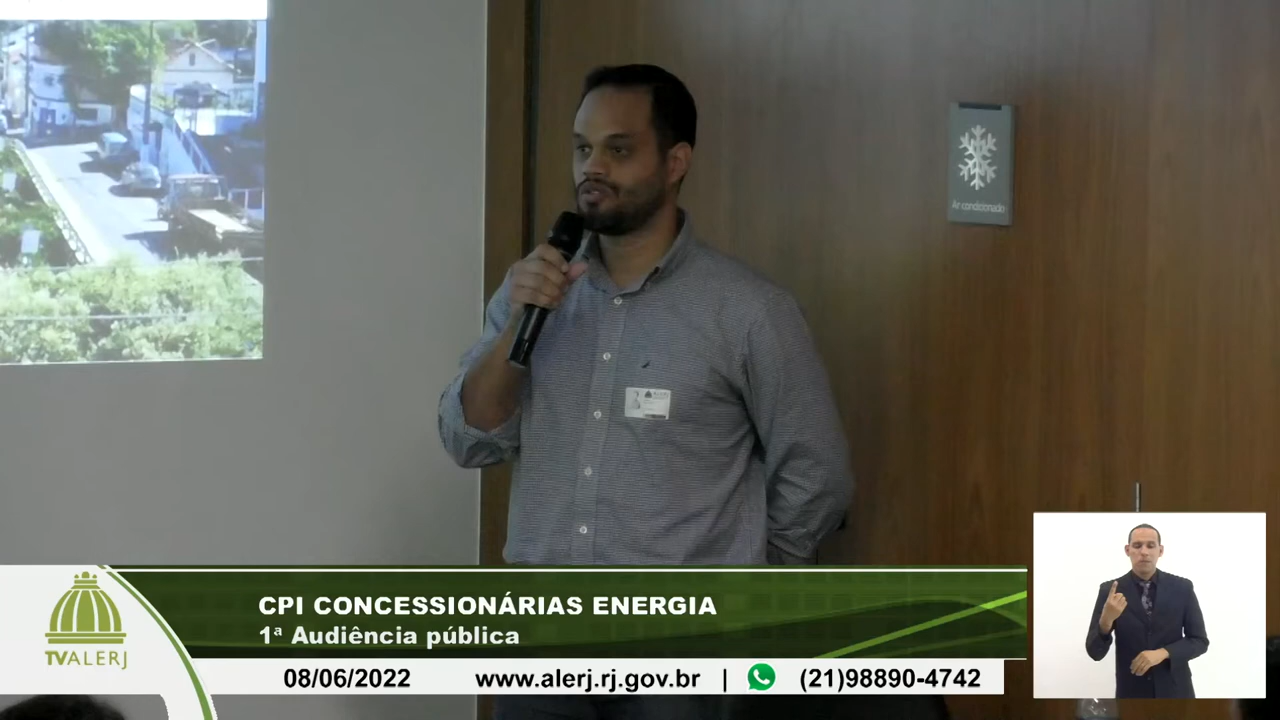 Ar condicionado
CPI CONCESSIONÁRIAS ENERGIA
1ª Audiência pública
TVALERJ
08/06/2022 www.alerj.rj.gov.br | (21)98890-4742